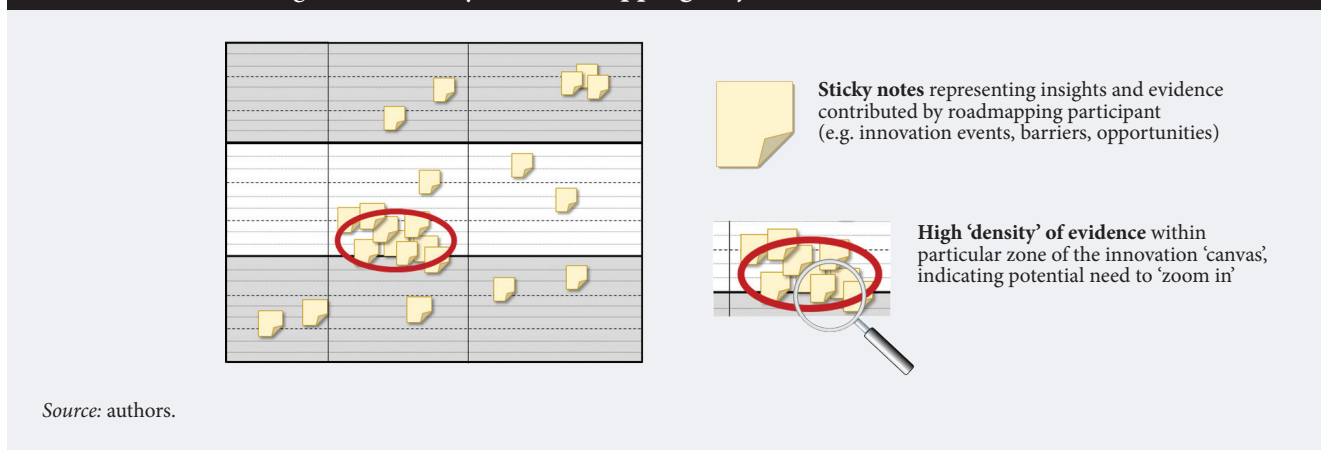 Sticky notes representing insights and evidence
contributed by roadmapping participant
(e.g. innovation events, barriers, opportunities)
High ‘density’ of evidence within
particular zone of the innovation ‘canvas’,
indicating potential need to ‘zoom in’
Source: authors.